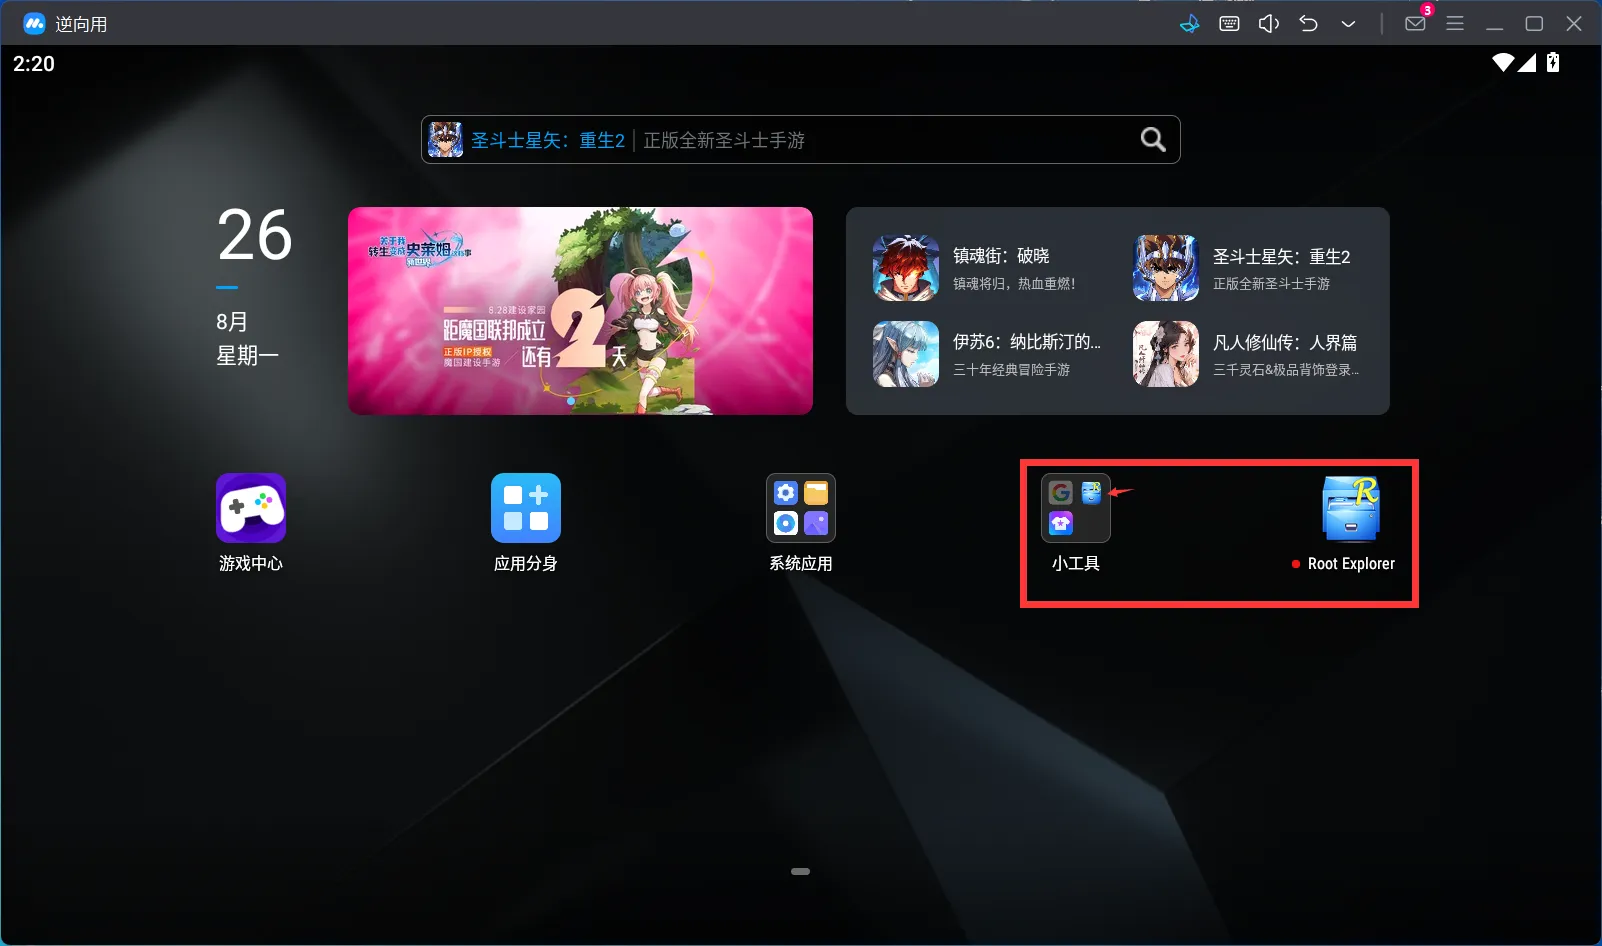 逆向用
3
2:20
圣斗士星矢：重生2 | 正版全新圣斗士手游
26
8月
星期一
关于我
转生变成史莱姆这档事
新世界
8:28建设家园
距魔国联邦成立
正版IP授权
魔国建设手游
还有2天
镇魂街：破晓
镇魂将归，热血重燃！
圣斗士星矢：重生2
正版全新圣斗士手游
伊苏6：纳比斯汀的...
三十年经典冒险手游
凡人修仙传：人界篇
三千灵石&极品背饰登录...
游戏中心
应用分身
系统应用
小工具
Root Explorer